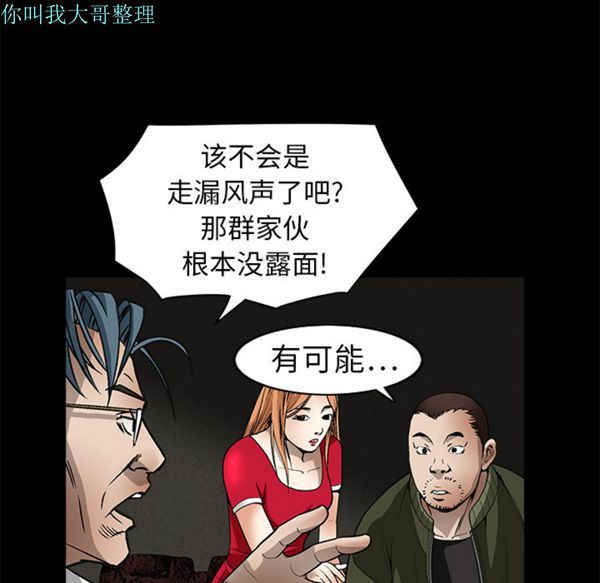 你叫我大哥整理
该不会是
走漏风声了吧?
那群家伙
根本没露面!
有可能...